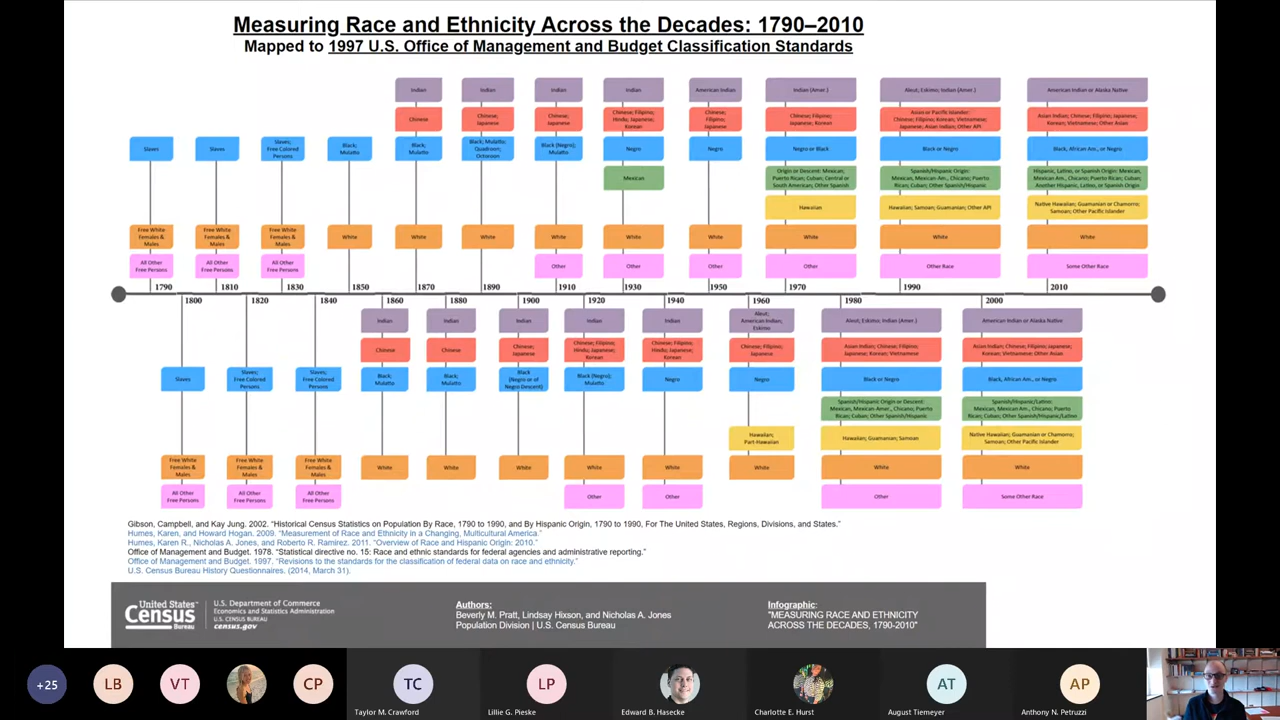 Measuring Race and Ethnicity Across the Decades: 1790–2010
Mapped to 1997 U.S. Office of Management and Budget Classification Standards
Indian
Indian
Indian
Indian
American Indian
Indian (Amer.)
Aleut, Eskimo; Indian (Amer.)
American Indian or Alaska Native
Chinese
Chinese;
Japanese
Chinese;
Japanese
Chinese; Filipino;
Hindu; Japanese;
Korean
Chinese;
Filipino;
Japanese
Chinese; Filipino;
Japanese; Korean
Asian or Pacific Islander:
Chinese; Filipino; Korean; Vietnamese;
Japanese; Asian Indian; Other API
Asian Indian; Chinese; Filipino; Japanese;
Korean; Vietnamese; Other Asian
Slaves
Slaves
Slaves;
Free Colored
Persons
Black;
Mulatto
Black;
Mulatto
Black; Mulatto;
Quadroon;
Octoroon
Black (Negro);
Mulatto
Negro
Negro
Negro or Black
Black or Negro
Black, African Am., or Negro
Mexican
Origin or Descent: Mexican;
Puerto Rican; Cuban; Central or
South American; Other Spanish
Spanish/Hispanic Origin:
Mexican, Mexican Am., Chicano; Puerto
Rican; Cuban; Other Spanish/Hispanic
Hispanic, Latino, or Spanish Origin: Mexican,
Mexican Am., Chicano; Puerto Rican; Cuban;
Another Hispanic, Latino, or Spanish Origin
Hawaiian
Hawaiian; Samoan; Guamanian; Other API
Native Hawaiian; Guamanian or Chamorro;
Samoan; Other Pacific Islander
Free White
Females &
Males
Free White
Females &
Males
Free White
Females &
Males
White
White
White
White
White
White
White
White
White
All Other
Free Persons
All Other
Free Persons
All Other
Free Persons
Other
Other
Other
Other
Other Race
Some Other Race
1790 1810 1830 1850 1870 1890 1910 1930 1950 1970 1990 2010
1800 1820 1840 1860 1880 1900 1920 1940 1960 1980 2000
Indian
Indian
Indian
Indian
Indian
Aleut;
American Indian;
Eskimo
Aleut; Eskimo; Indian (Amer.)
American Indian or Alaska Native
Chinese
Chinese
Chinese;
Japanese
Chinese; Filipino;
Hindu; Japanese;
Korean
Chinese; Filipino;
Hindu; Japanese;
Korean
Chinese; Filipino;
Japanese
Asian Indian; Chinese; Filipino;
Japanese; Korean; Vietnamese
Asian Indian; Chinese; Filipino; Japanese;
Korean; Vietnamese; Other Asian
Slaves
Slaves;
Free Colored
Persons
Slaves;
Free Colored
Persons
Black;
Mulatto
Black;
Mulatto
Black
(Negro or of
Negro Descent)
Black (Negro);
Mulatto
Negro
Negro
Black or Negro
Black, African Am., or Negro
Spanish/Hispanic Origin or Descent:
Mexican, Mexican-Amer., Chicano; Puerto
Rican; Cuban; Other Spanish/Hispanic
Spanish/Hispanic/Latino:
Mexican, Mexican Am., Chicano; Puerto
Rican; Cuban; Other Spanish/Hispanic/Latino
Hawaiian;
Part-Hawaiian
Hawaiian; Guamanian; Samoan
Native Hawaiian; Guamanian or Chamorro;
Samoan; Other Pacific Islander
Free White
Females &
Males
Free White
Females &
Males
Free White
Females &
Males
White
White
White
White
White
White
White
White
All Other
Free Persons
All Other
Free Persons
All Other
Free Persons
Other
Other
Other
Some Other Race
Gibson, Campbell, and Kay Jung. 2002. "Historical Census Statistics on Population By Race, 1790 to 1990, and By Hispanic Origin, 1790 to 1990, For The United States, Regions, Divisions, and States."
Humes, Karen, and Howard Hogan. 2009. "Measurement of Race and Ethnicity in a Changing, Multicultural America."
Humes, Karen R., Nicholas A. Jones, and Roberto R. Ramirez. 2011. "Overview of Race and Hispanic Origin: 2010."
Office of Management and Budget. 1978. "Statistical directive no. 15: Race and ethnic standards for federal agencies and administrative reporting."
Office of Management and Budget. 1997. "Revisions to the standards for the classification of federal data on race and ethnicity."
U.S. Census Bureau History Questionnaires. (2014, March 31).
United States
Census
Bureau
U.S. Department of Commerce
Economics and Statistics Administration
U.S. CENSUS BUREAU
census.gov
Authors:
Beverly M. Pratt, Lindsay Hixson, and Nicholas A. Jones
Population Division | U.S. Census Bureau
Infographic:
"MEASURING RACE AND ETHNICITY
ACROSS THE DECADES, 1790-2010"
+25
LB
VT
CP
TC
LP
AT
AP
Taylor M. Crawford
Lillie G. Pieske
Edward B. Hasecke
Charlotte E. Hurst
August Tiemeyer
Anthony N. Petruzzi